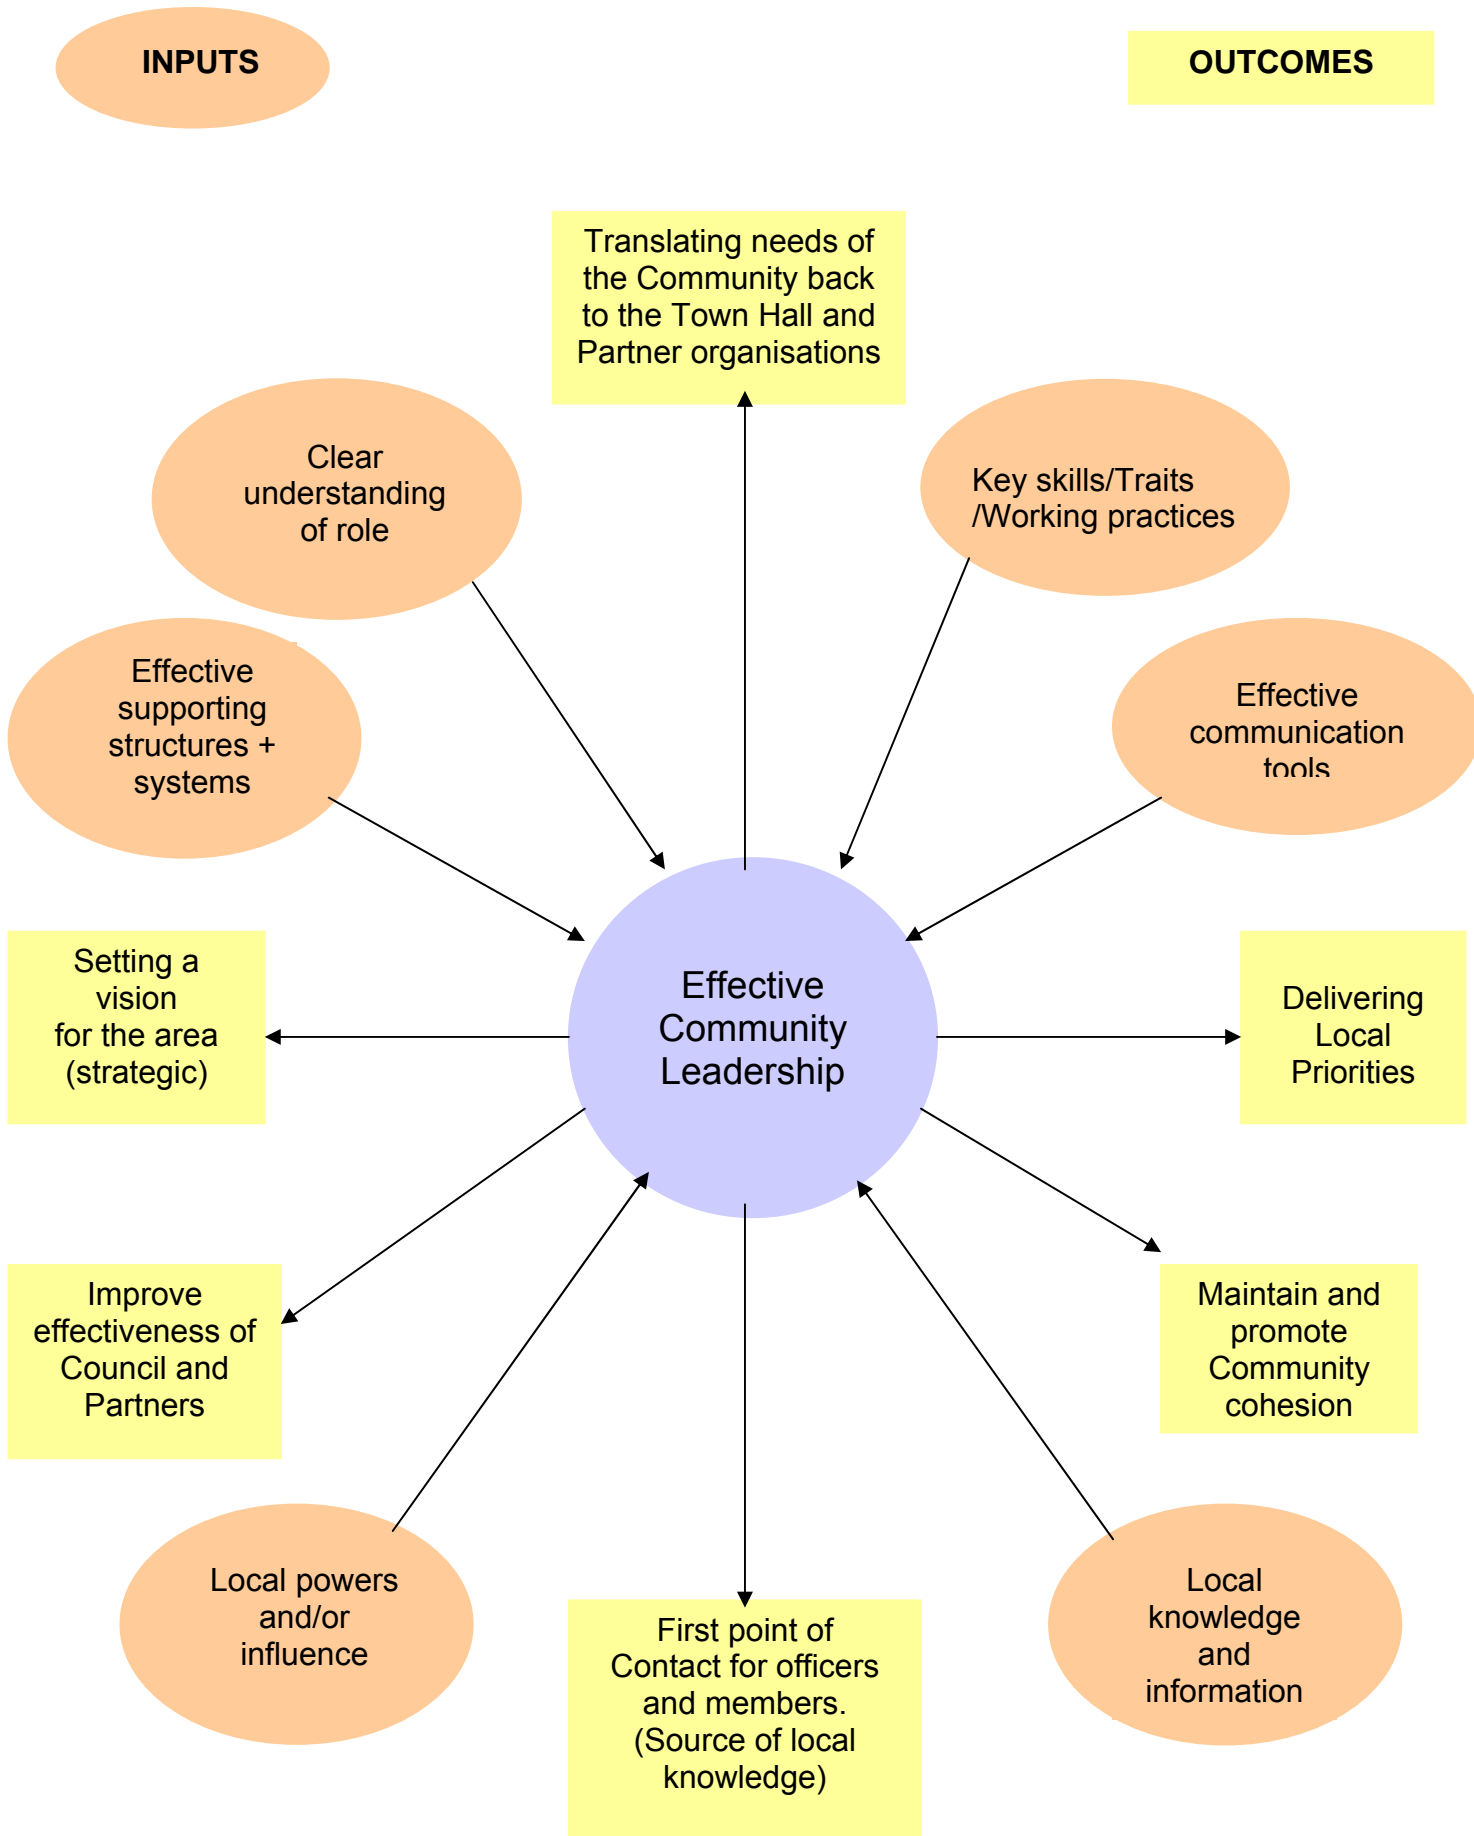 INPUTS
OUTCOMES
Translating needs of
the Community back
to the Town Hall and
Partner organisations
Clear
understanding
of role
Key skills/Traits
/Working practices
Effective
supporting
structures +
systems
Effective
communication
tools
Setting a
vision
for the area
(strategic)
Effective
Community
Leadership
Delivering
Local
Priorities
Improve
effectiveness of
Council and
Partners
Maintain and
promote
Community
cohesion
Local powers
and/or
influence
First point of
Contact for officers
and members.
(Source of local
knowledge)
Local
knowledge
and
information